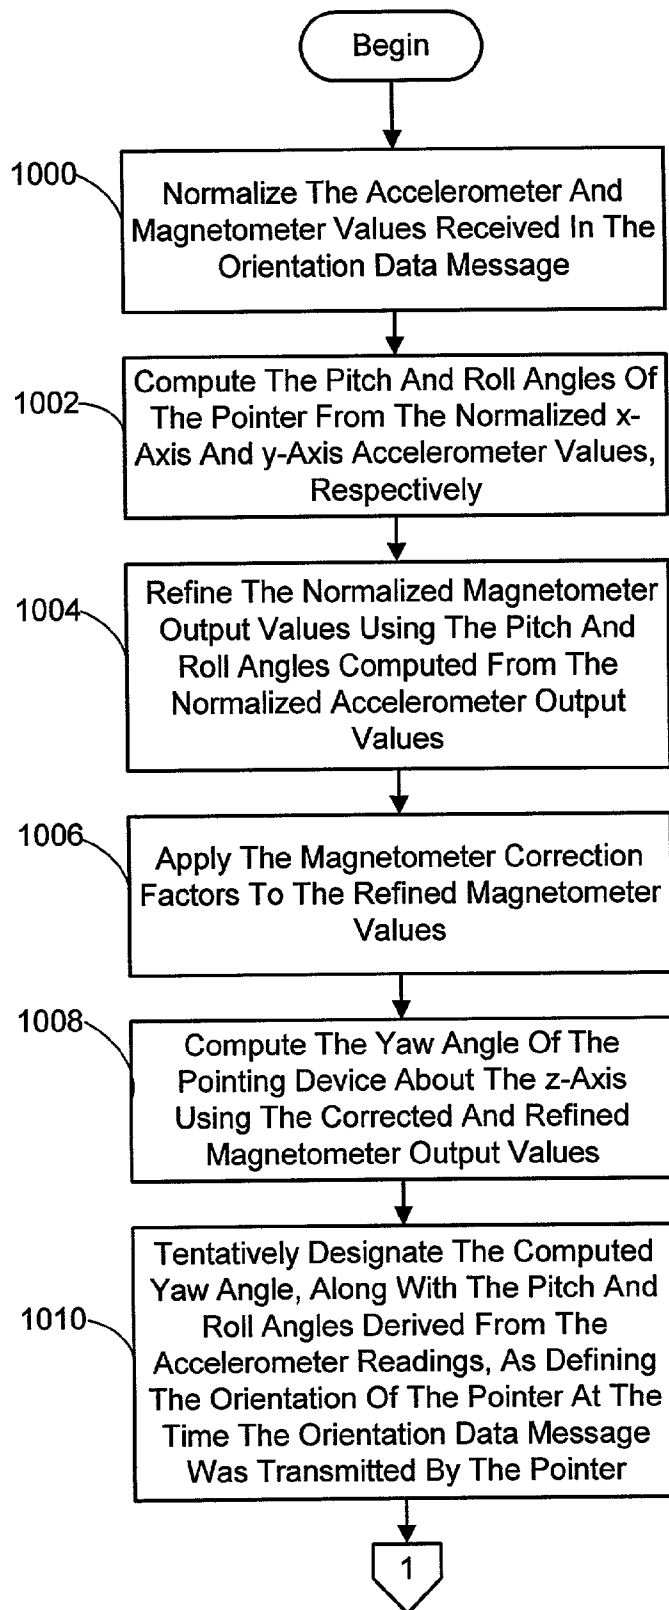 Begin
1000
Normalize The Accelerometer And
Magnetometer Values Received In The
Orientation Data Message
1002
Compute The Pitch And Roll Angles Of
The Pointer From The Normalized x-
Axis And y-Axis Accelerometer Values,
Respectively
1004
Refine The Normalized Magnetometer
Output Values Using The Pitch And
Roll Angles Computed From The
Normalized Accelerometer Output
Values
1006
Apply The Magnetometer Correction
Factors To The Refined Magnetometer
Values
1008
Compute The Yaw Angle Of The
Pointing Device About The z-Axis
Using The Corrected And Refined
Magnetometer Output Values
1010
Tentatively Designate The Computed
Yaw Angle, Along With The Pitch And
Roll Angles Derived From The
Accelerometer Readings, As Defining
The Orientation Of The Pointer At The
Time The Orientation Data Message
Was Transmitted By The Pointer
1